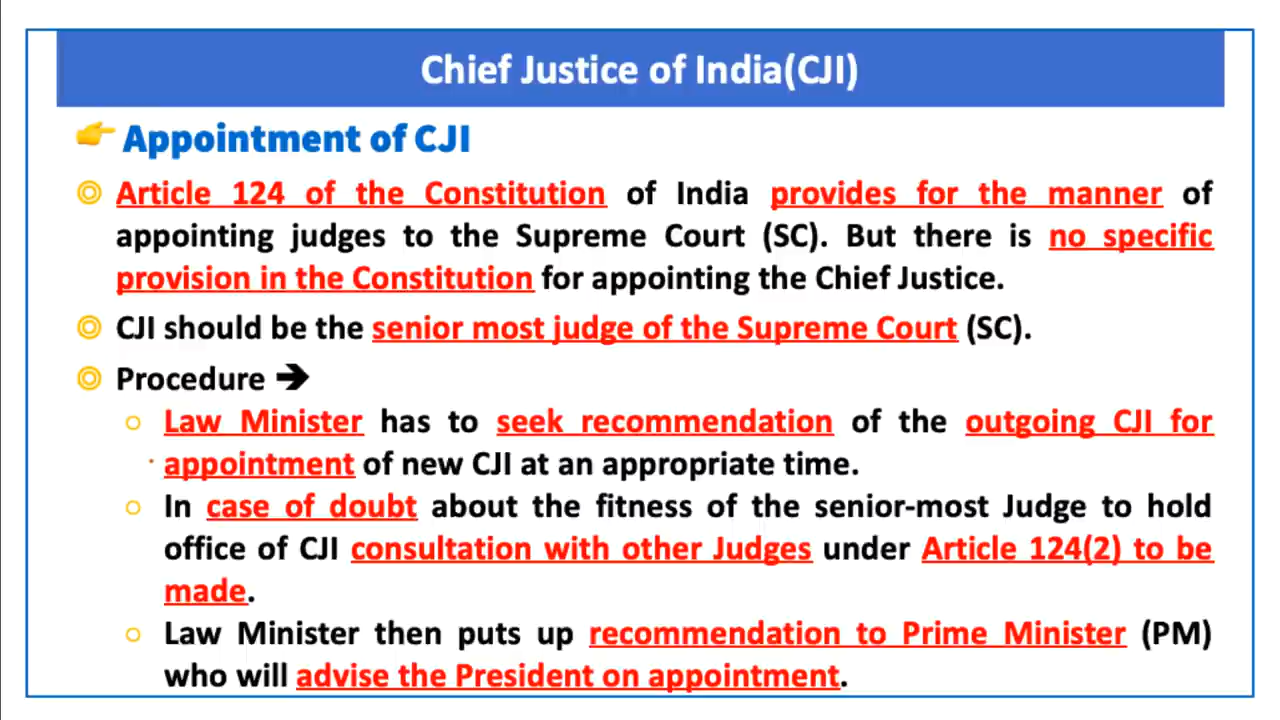 Chief Justice of India(CJI)
Appointment of CJI
Article 124 of the Constitution of India provides for the manner of
appointing judges to the Supreme Court (SC). But there is no specific
provision in the Constitution for appointing the Chief Justice.
CJI should be the senior most judge of the Supreme Court (SC).
Procedure ➔
Law Minister has to seek recommendation of the outgoing CJI for
appointment of new CJI at an appropriate time.
In case of doubt about the fitness of the senior-most Judge to hold
office of CJI consultation with other Judges under Article 124(2) to be
made.
Law Minister then puts up recommendation to Prime Minister (PM)
who will advise the President on appointment.